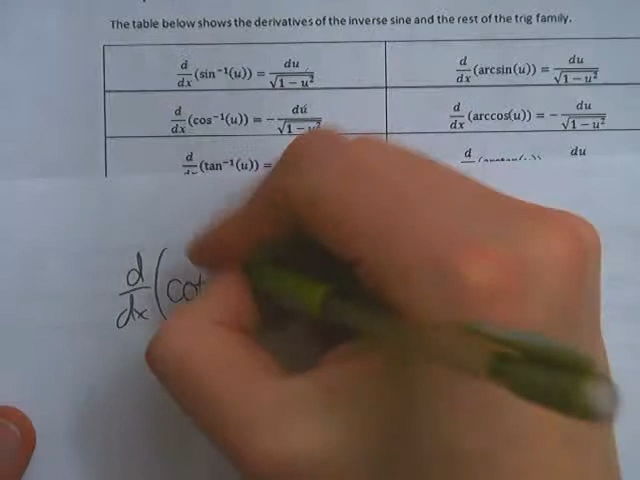 The table below shows the derivatives of the inverse sine and the rest of the trig family.
d/dx (sin⁻¹(u)) = du/√(1 − u²)
d/dx (arcsin(u)) = du/√(1 − u²)
d/dx (cos⁻¹(u)) = − du/√(1 − u²)
d/dx (arccos(u)) = − du/√(1 − u²)
(tan⁻¹(u)) =
d du
d/dx (cot